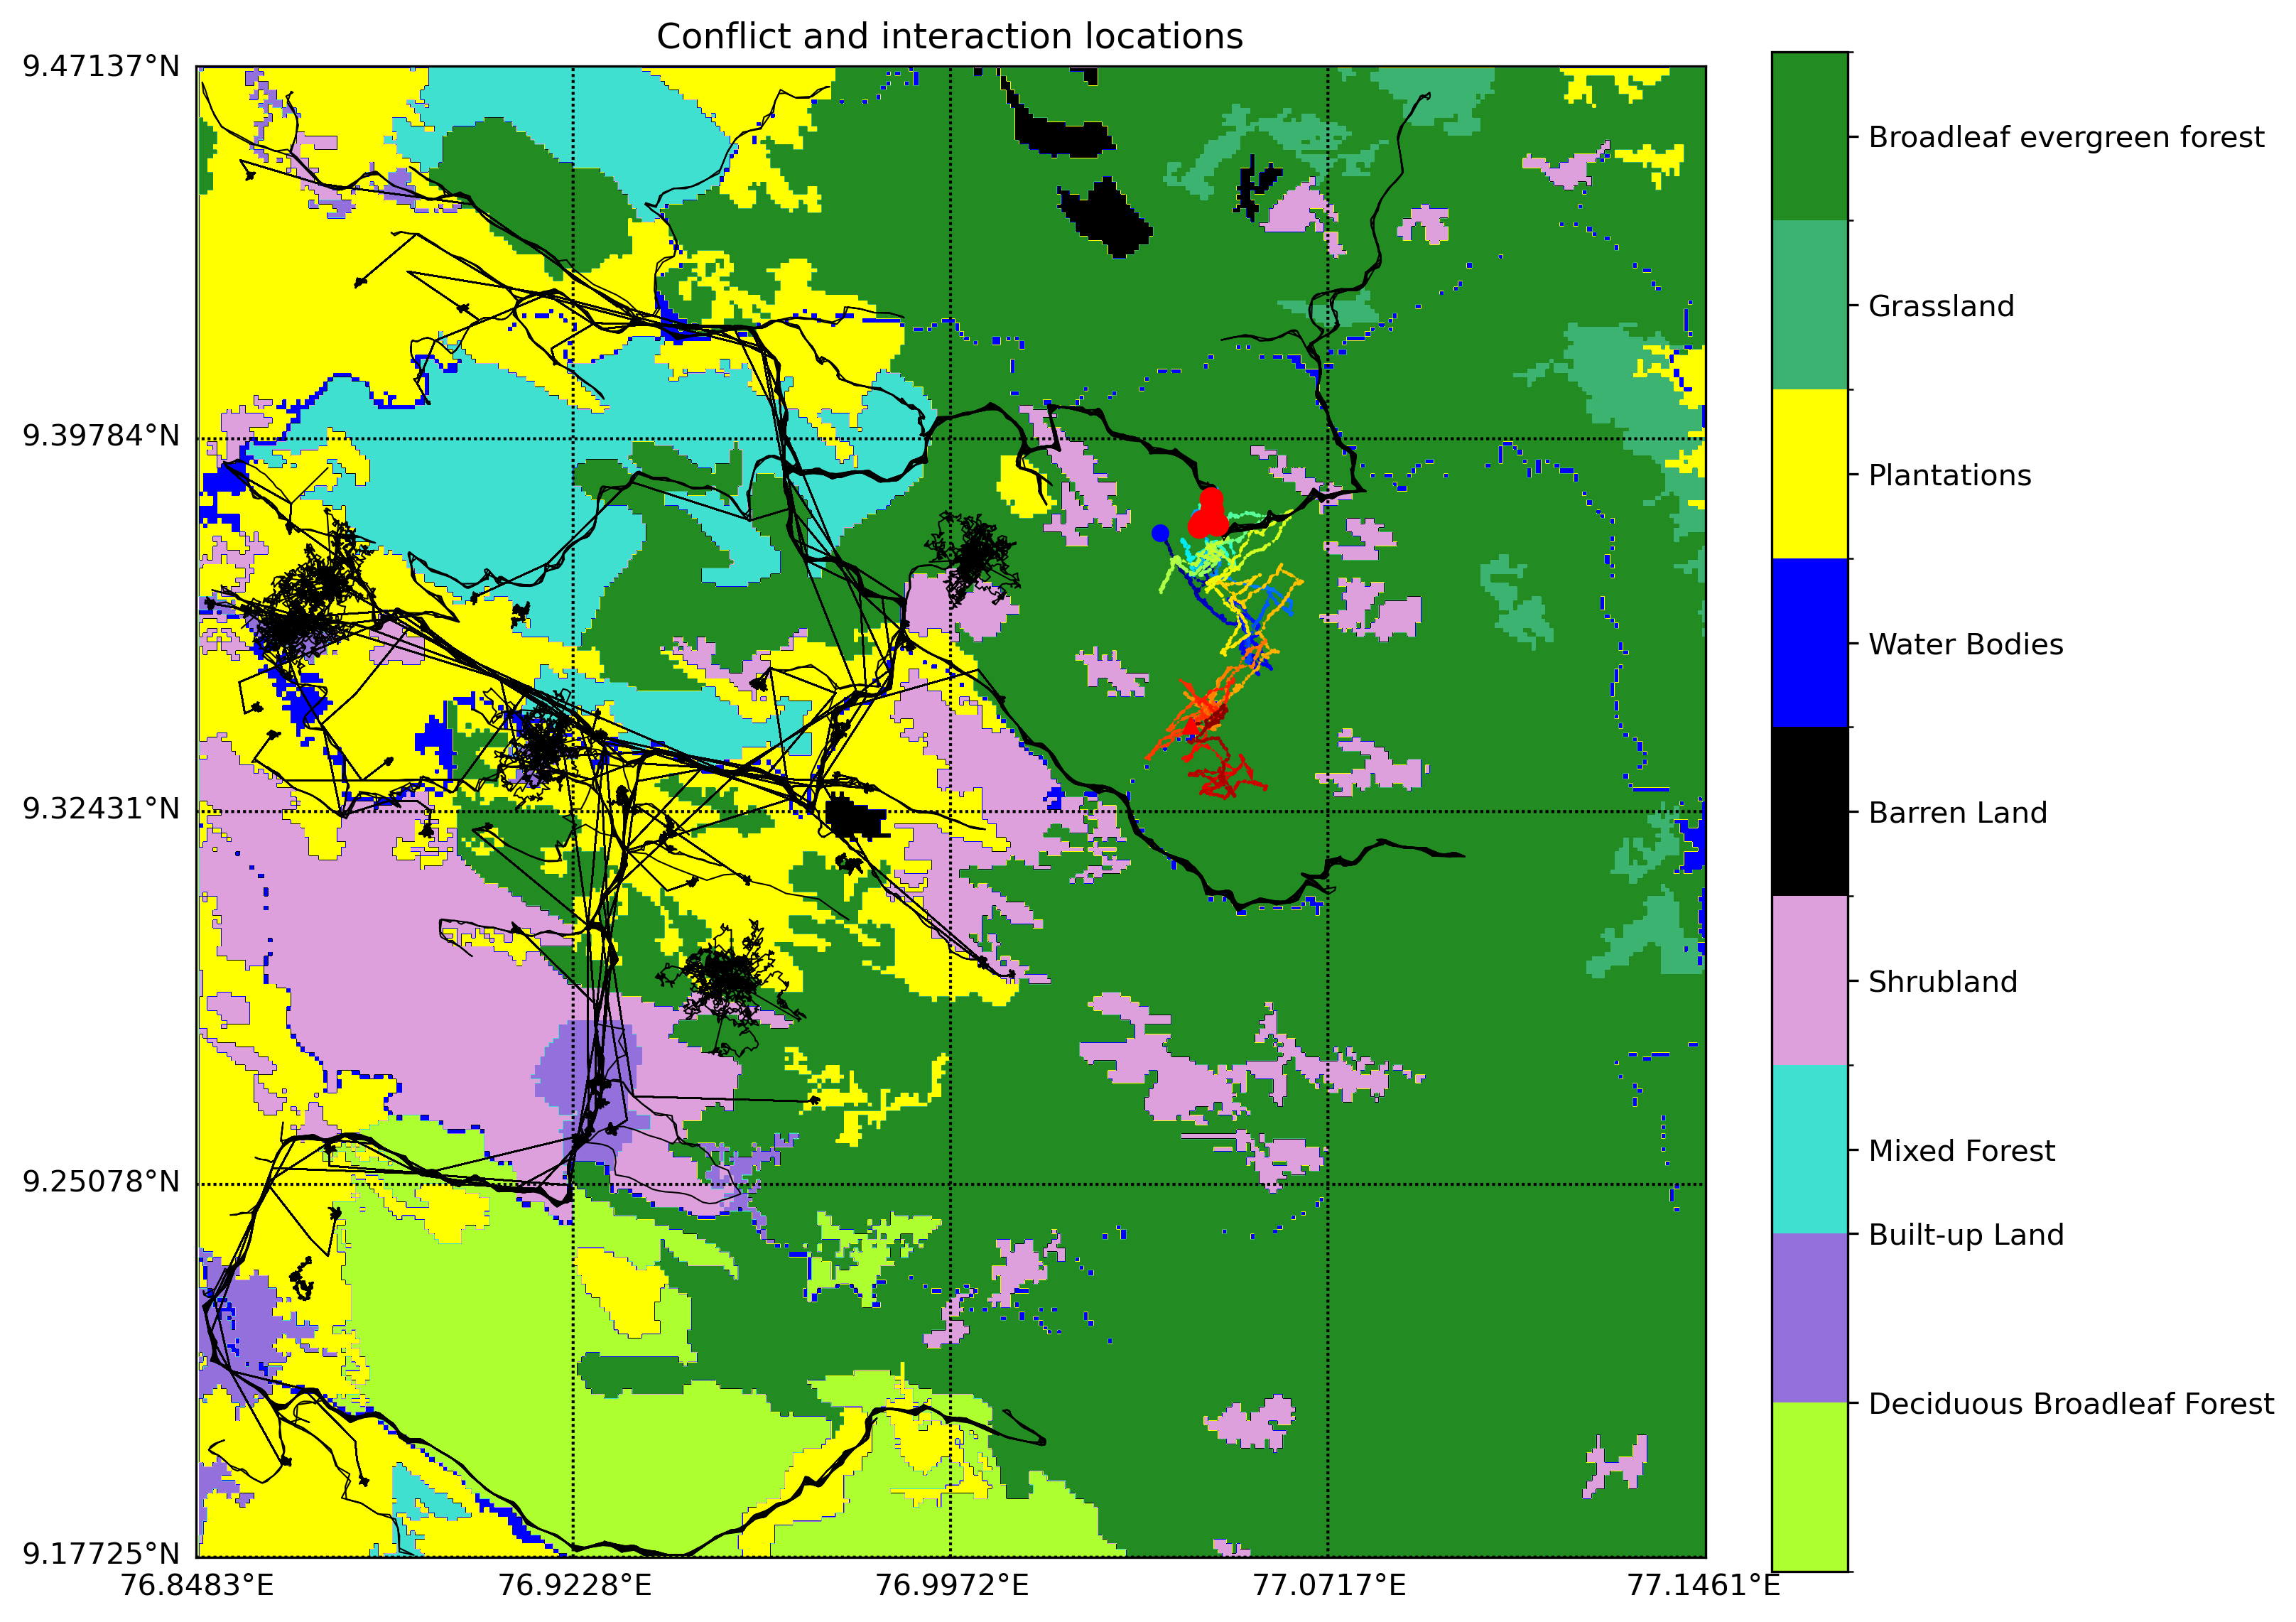 Conflict and interaction locations
9.47137°N
9.39784°N
9.32431°N
9.25078°N
9.17725°N
76.8483°E
76.9228°E
76.9972°E
77.0717°E
77.1461°E
Broadleaf evergreen forest
Grassland
Plantations
Water Bodies
Barren Land
Shrubland
Mixed Forest
Built-up Land
Deciduous Broadleaf Forest